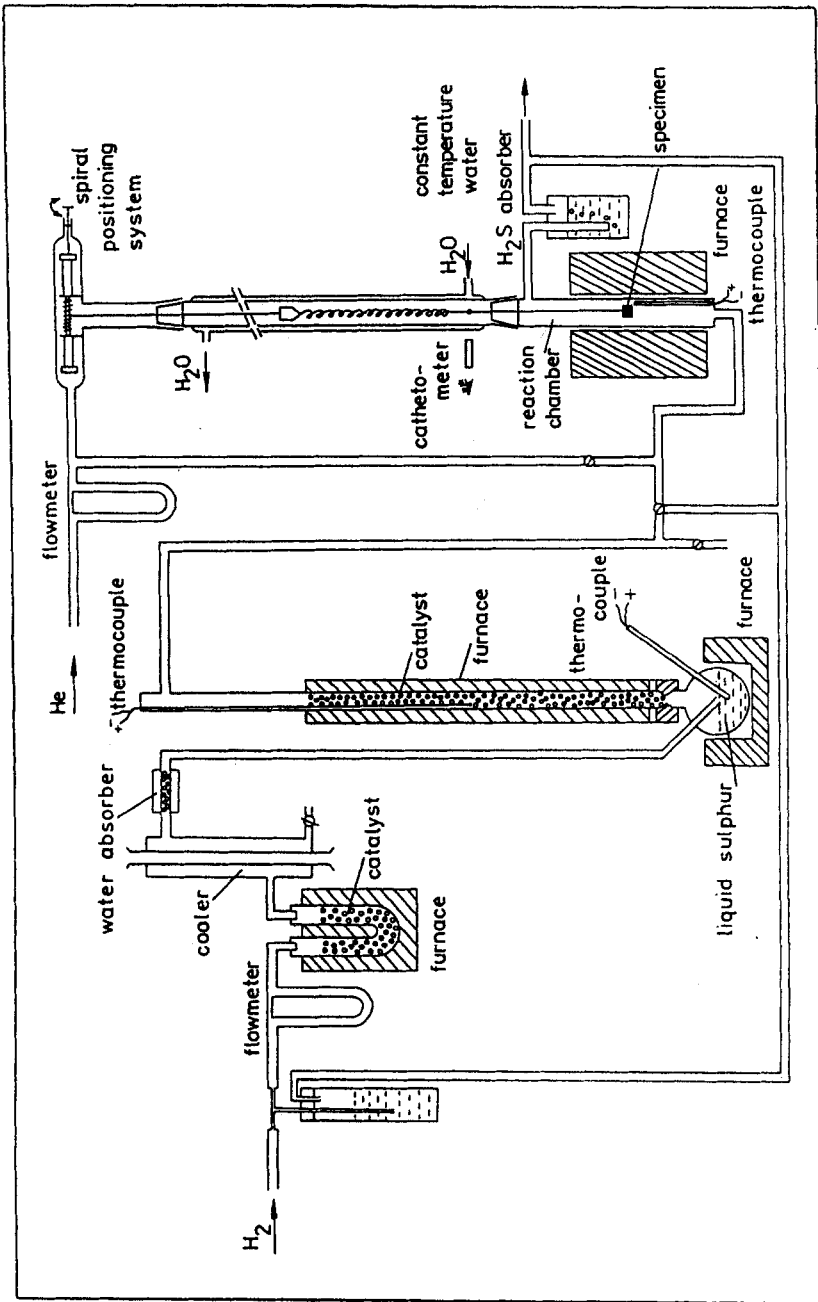 H2
flowmeter
water absorber
cooler
catalyst
furnace
liquid sulphur
+
-
thermocouple
catalyst
furnace
thermo-
couple
-
+
furnace
He
flowmeter
spiral
positioning
system
H2O
catheto-
meter
H2O
constant
temperature
water
H2S absorber
reaction
chamber
specimen
furnace
thermocouple
-
+